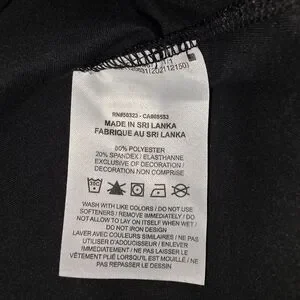 RN#56323 - CA#05553
MADE IN SRI LANKA
FABRIQUE AU SRI LANKA
80% POLYESTER
20% SPANDEX / ELASTHANNE
EXCLUSIVE OF DECORATION /
DECORATION NON COMPRISE
WASH WITH LIKE COLORS / DO NOT USE
SOFTENERS / REMOVE IMMEDIATELY / DO
NOT ALLOW TO LAY ON ITSELF WHEN WET /
DO NOT IRON DESIGN
LAVER AVEC COULEURS SIMILAIRES / NE PAS
UTILISER D'ADOUCISSEUR / ENLEVER
IMMÉDIATEMENT / NE PAS LAISSER LE
VÊTEMENT PLIÉ LORSQU'IL EST MOUILLÉ / NE
PAS REPASSER LE DESSIN